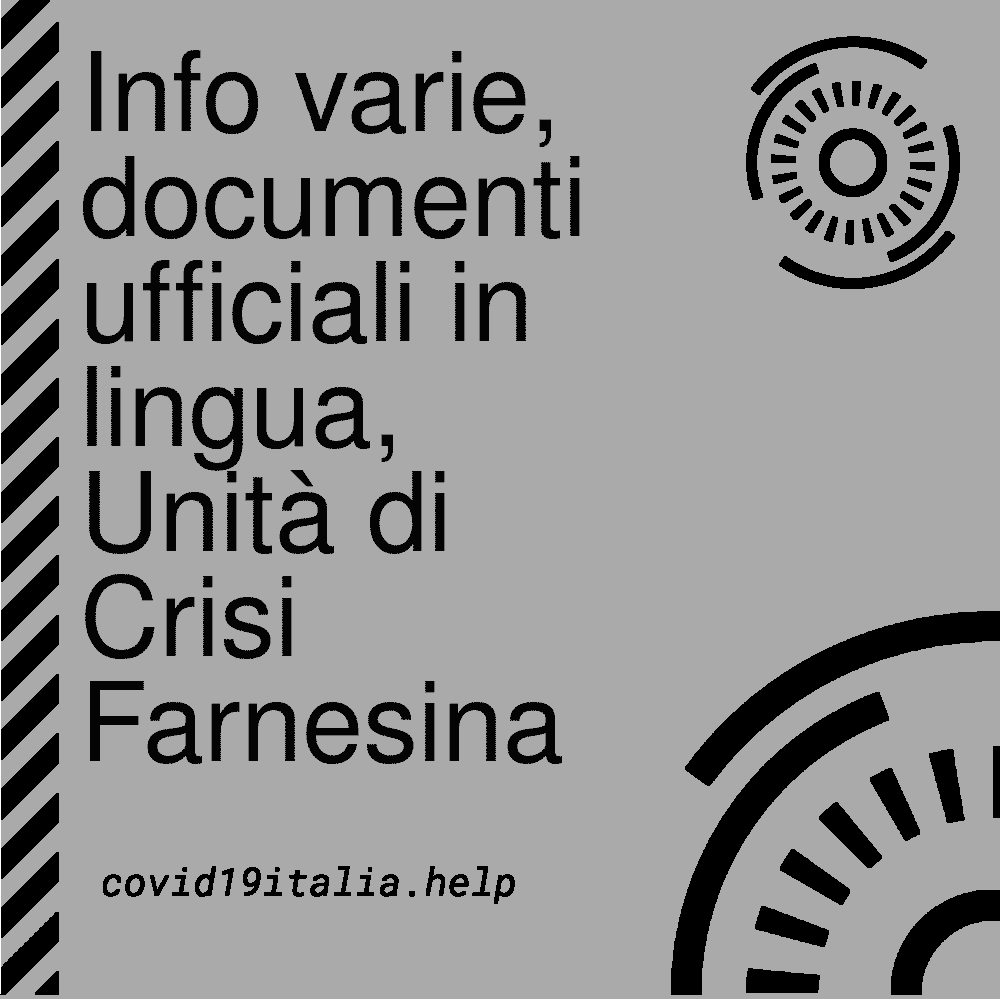 Info varie,
documenti
ufficiali in
lingua,
Unità di
Crisi
Farnesina
covid19italia.help